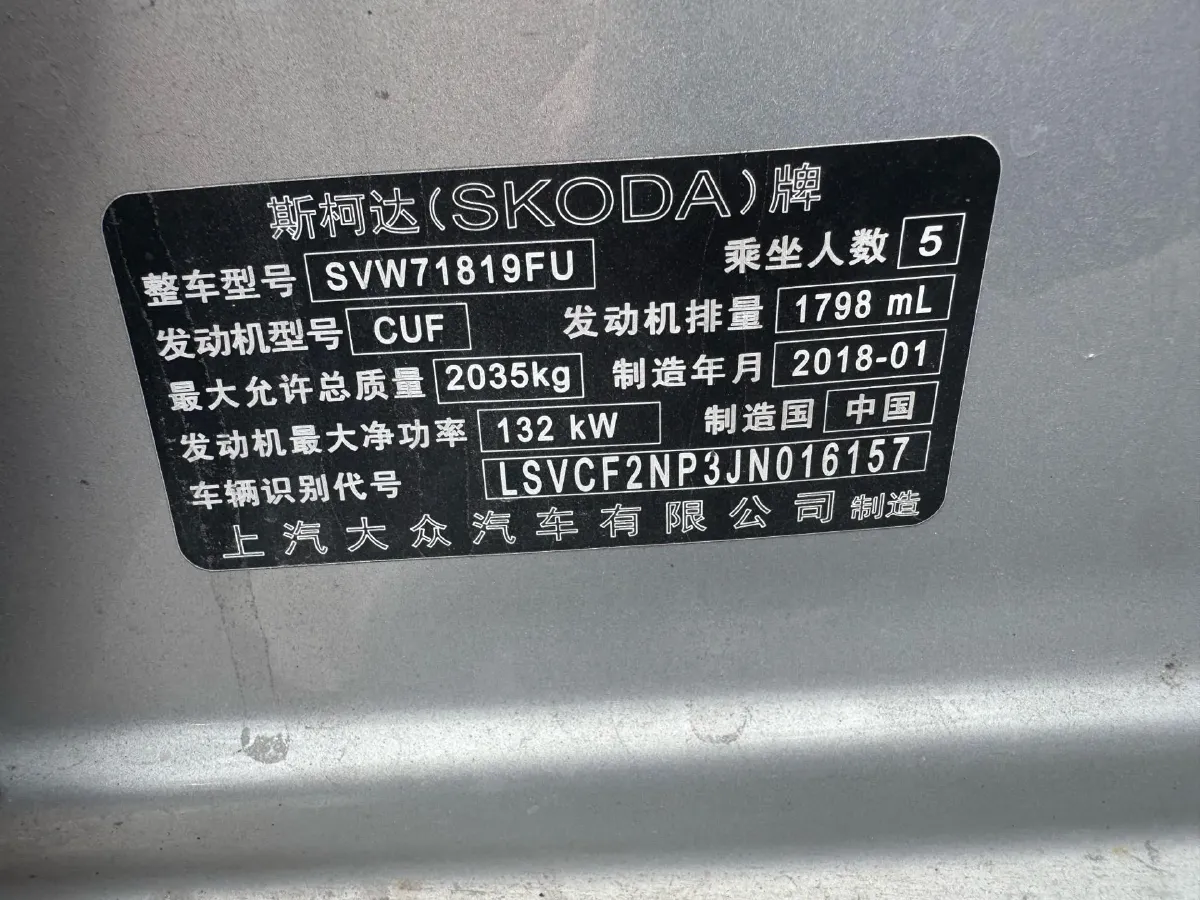 斯柯达(SKODA)牌
整车型号 SVW71819FU 乘坐人数 5
发动机型号 CUF 发动机排量 1798 mL
最大允许总质量 2035kg 制造年月 2018-01
发动机最大净功率 132 kW 制造国 中国
车辆识别代号 LSVCF2NP3JN016157
上汽大众汽车有限公司 制造